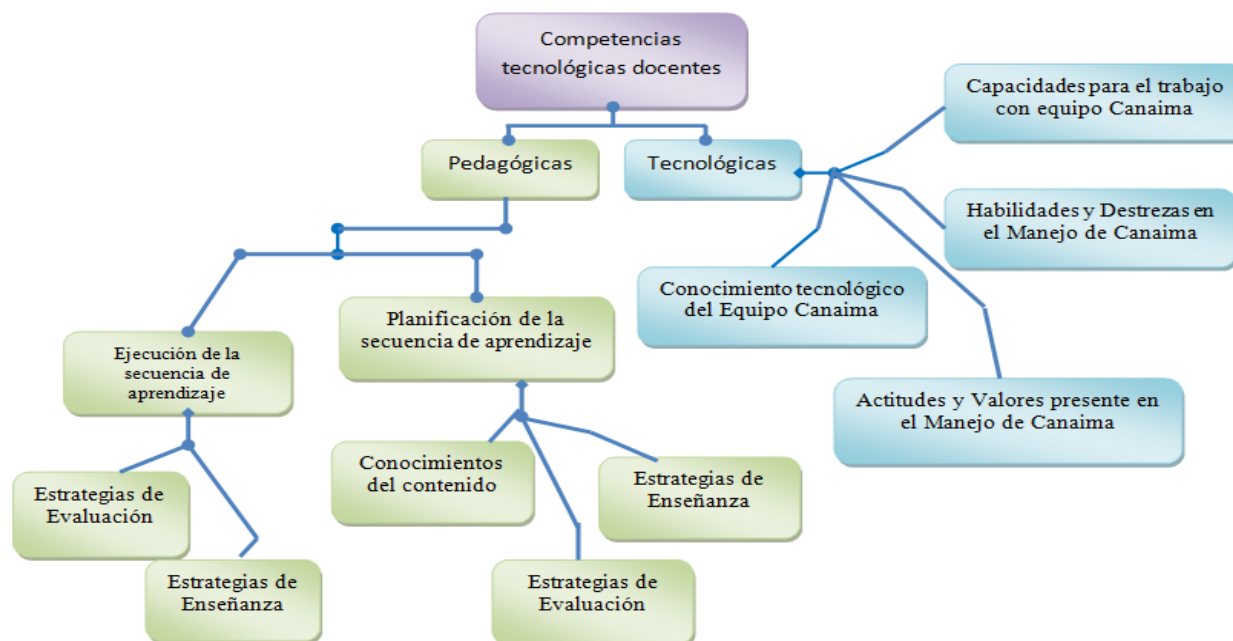 Competencias
tecnológicas docentes
Pedagógicas
Tecnológicas
Capacidades para el trabajo
con equipo Canaima
Habilidades y Destrezas en
el Manejo de Canaima
Conocimiento tecnológico
del Equipo Canaima
Actitudes y Valores presente en
el Manejo de Canaima
Planificación de la
secuencia de aprendizaje
Ejecución de la
secuencia de
aprendizaje
Conocimientos
del contenido
Estrategias de
Enseñanza
Estrategias de
Evaluación
Estrategias de
Evaluación
Estrategias de
Enseñanza